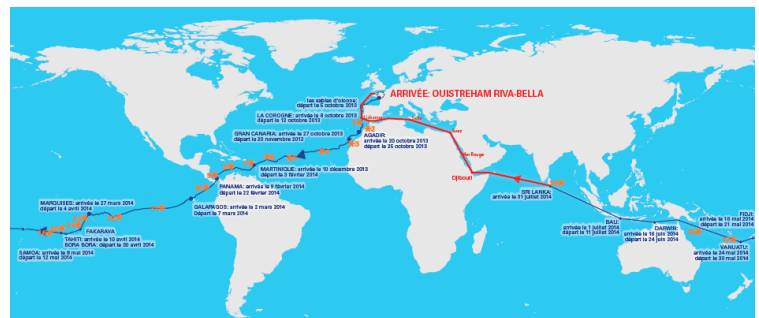 ARRIVÉE: OUISTREHAM RIVA-BELLA
les sables d'olonne:
départ le 6 octobre 2013
LA COROGNE: arrivée le 9 octobre 2013
départ le 12 octobre 2013
#2
GRAN CANARIA: arrivée le 27 octobre 2013
départ le 23 novembre 2013
AGADIR:
arrivée le 20 octobre 2013
départ le 25 octobre 2013
#3
Suez
Mer Rouge
Djibouti
MARTINIQUE: arrivée le 10 décembre 2013
départ le 3 février 2014
PANAMA: arrivée le 9 février 2014
départ le 22 février 2014
SRI LANKA:
arrivée le 31 juillet 2014
MARQUISES: arrivée le 27 mars 2014
départ le 4 avril 2014
GALAPAGOS: arrivée le 2 mars 2014
Départ le 7 mars 2014
FAKARAVA
TAHITI: arrivée le 10 avril 2014
BORA BORA: départ le 30 avril 2014
SAMOA: arrivée le 8 mai 2014
départ le 12 mai 2014
BALI:
arrivée le 1 juillet 2014
départ le 11 juillet 2014
DARWIN:
arrivée le 16 juin 2014
départ le 24 juin 2014
FIDJI:
arrivée le 16 mai 2014
départ le 21 mai 2014
VANUATU:
arrivée le 24 mai 2014
départ le 30 mai 2014